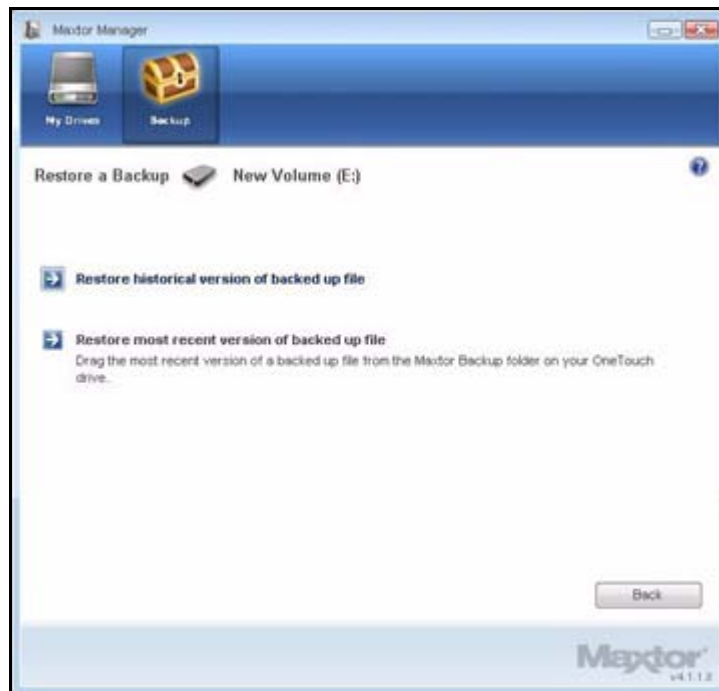 Maxtor Manager
My Drives
Backup
Restore a Backup New Volume (E:)
Restore historical version of backed up file
Restore most recent version of backed up file
Drag the most recent version of a backed up file from the Maxtor Backup folder on your OneTouch
drive.
Back
Maxtor
v4.1.1.2